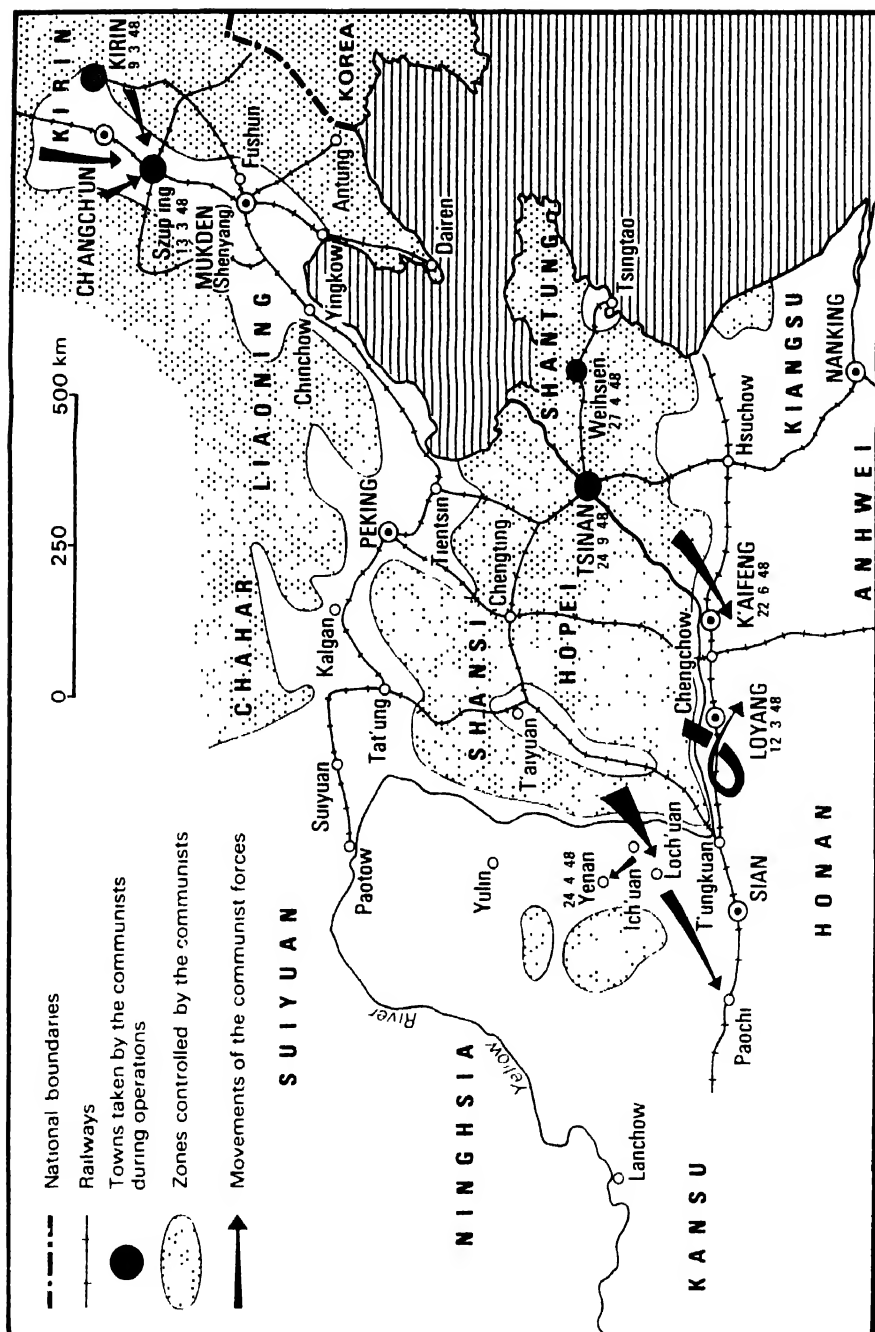 National boundaries
Railways
Towns taken by the communists
during operations
Zones controlled by the communists
Movements of the communist forces
0
250
500 km
KIRIN
KIRIN
9 3 48
CHANGCH'UN
Szup'ing
13 3 48
MUKDEN
(Shenyang)
Fushun
KOREA
Antung
Yingkow
Dairen
Chinchow
LIAONING
CHAHAR
SUIYUAN
Kalgan
PEKING
Tientsin
Suiyuan
Paotow
Tat'ung
Chengting
SHANSI
HOPEI
T'aiyuan
SHANTUNG
Tsingtao
Weihsien
27 4 48
TSINAN
24 9 48
River
Yellow
NINGHSIA
Yulin
24 4 48
Yenan
Ich'uan
Loch'uan
T'ungkuan
SIAN
Paochi
Lanchow
KANSU
Chengchow
LOYANG
12 3 48
K'AIFENG
22 6 48
Hsuchow
KIANGSU
NANKING
HONAN
ANHWEI